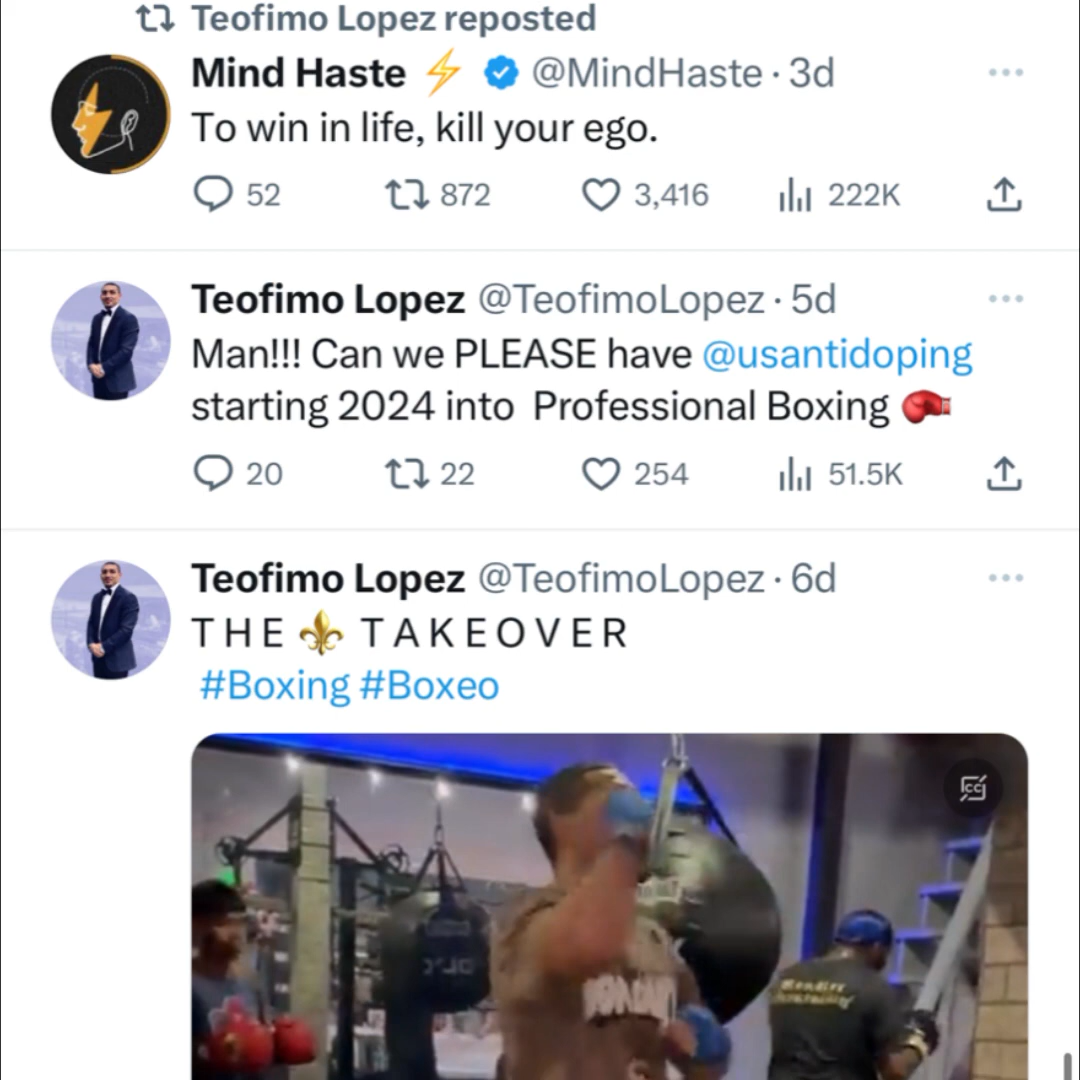 Teofimo Lopez reposted
Mind Haste ⚡ @MindHaste · 3d
To win in life, kill your ego.
52 872 3,416 222K
Teofimo Lopez @TeofimoLopez · 5d
Man!!! Can we PLEASE have @usantidoping
starting 2024 into Professional Boxing 🥊
20 22 254 51.5K
Teofimo Lopez @TeofimoLopez · 6d
THE ⚜️ TAKEOVER
#Boxing #Boxeo
CC